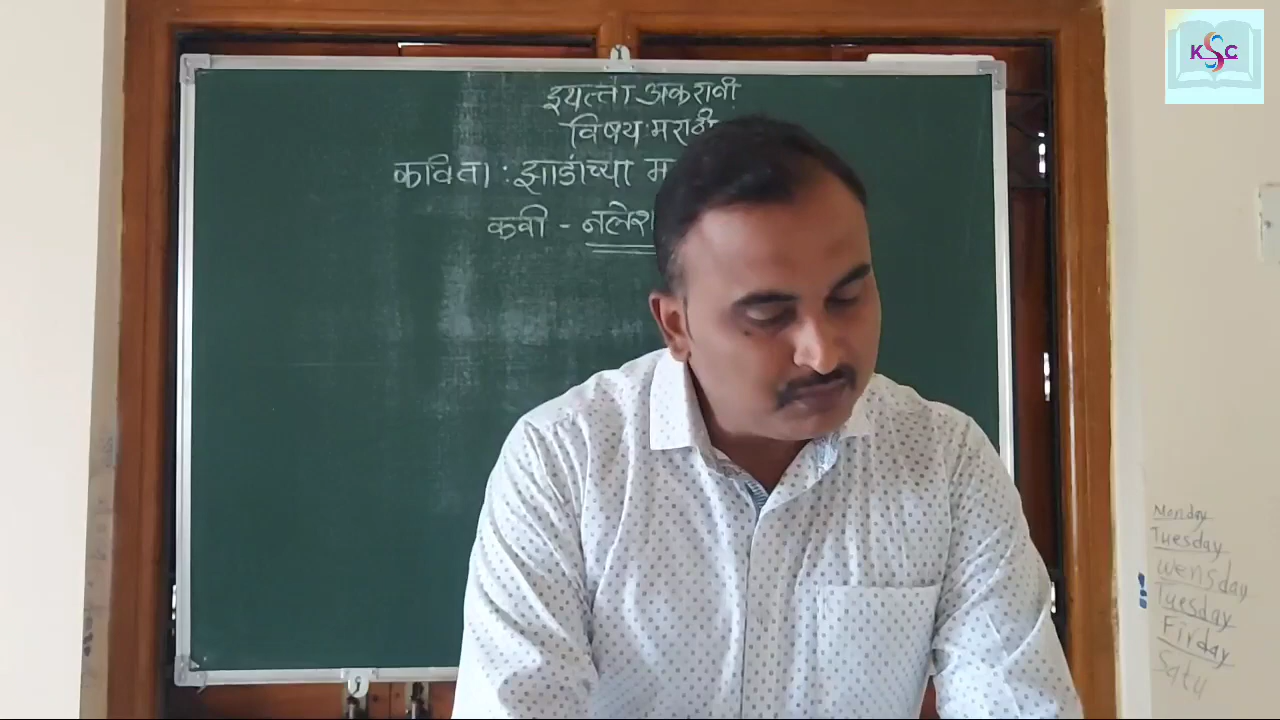 इयत्ता अकरावी
विषय:मराठी
कविता : झाडांच्या म
कवी - नलेश
KSC
Monday
Tuesday
wensday
Tuesday
Firday
Satu